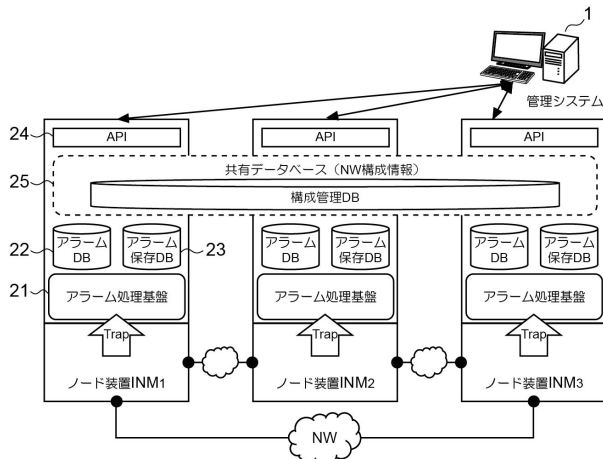 1
管理システム
24
API
API
API
25
共有データベース（NW構成情報）
構成管理DB
22
アラーム
DB
アラーム
保存DB
23
アラーム
DB
アラーム
保存DB
アラーム
DB
アラーム
保存DB
21
アラーム処理基盤
アラーム処理基盤
アラーム処理基盤
Trap
Trap
Trap
ノード装置INM1
ノード装置INM2
ノード装置INM3
NW